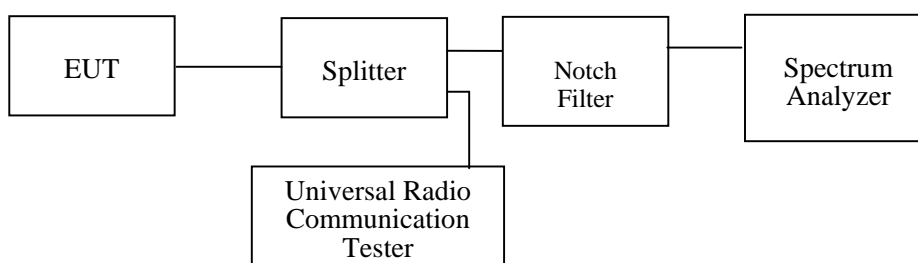 EUT
Splitter
Notch
Filter
Spectrum
Analyzer
Universal Radio
Communication
Tester